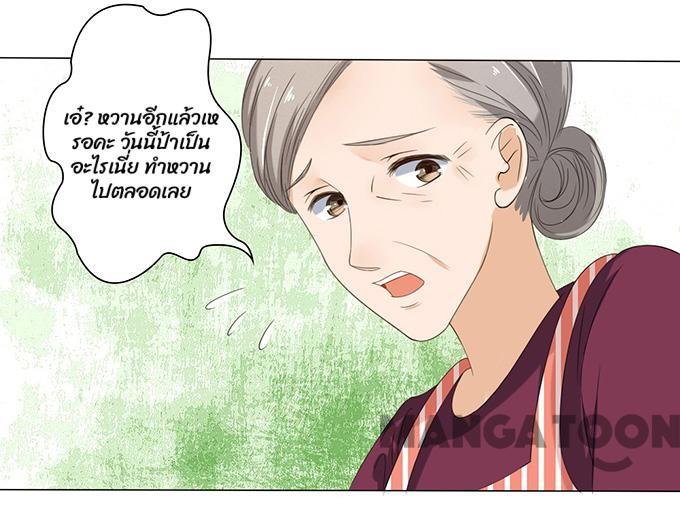 เอ๋? หวานอีกแล้วเห
รอคะ วันนี้ป้าเป็น
อะไรเนี่ย ทำหวาน
ไปตลอดเลย
MANGATOON